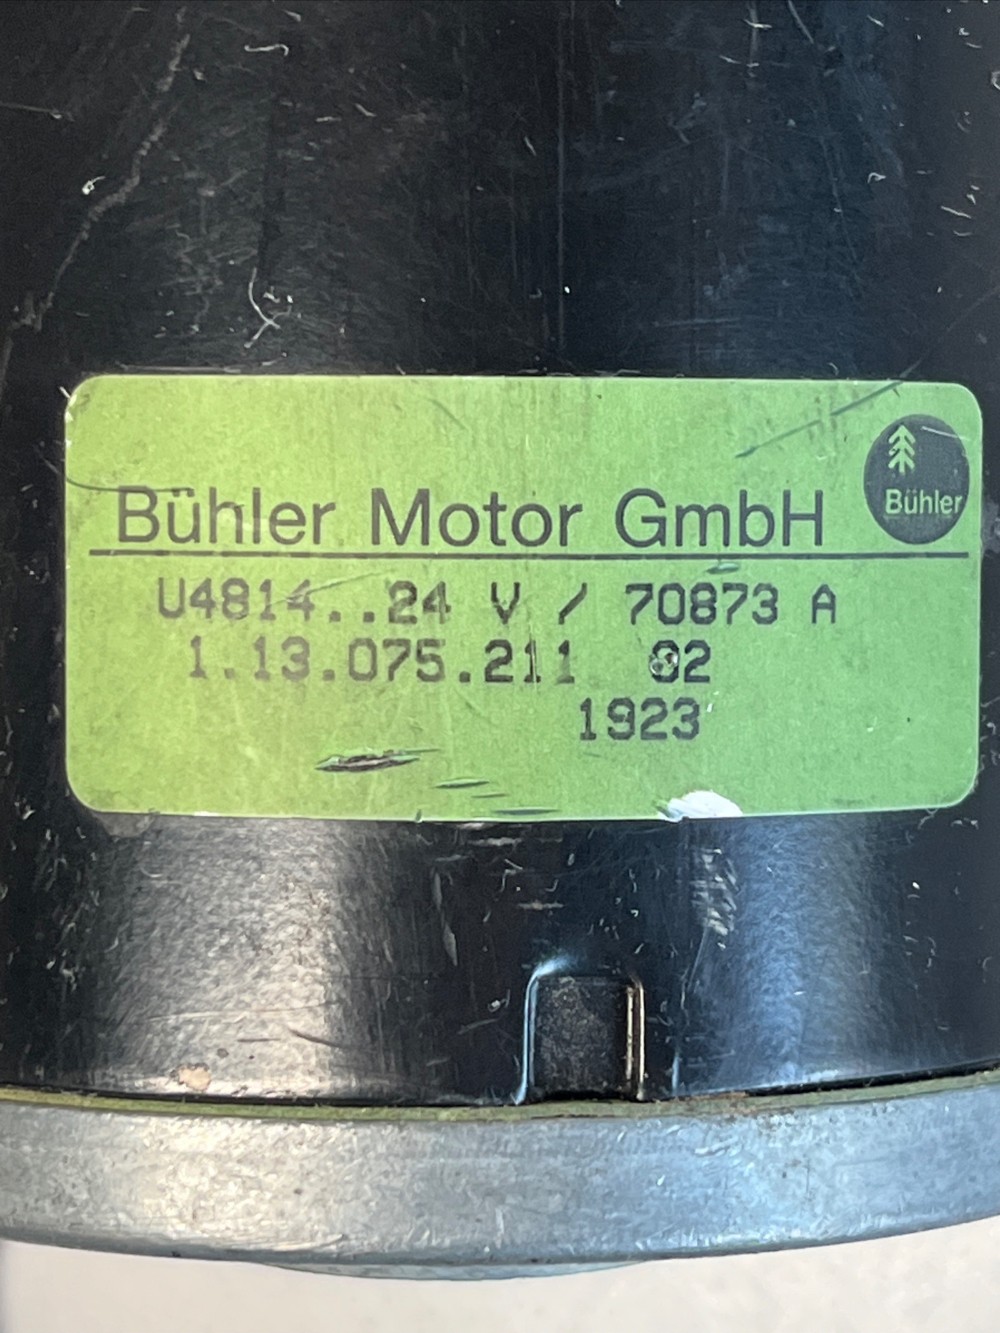 Bühler Motor GmbH
Bühler
U4814..24 V / 70873 A
1.13.075.211 02
1923